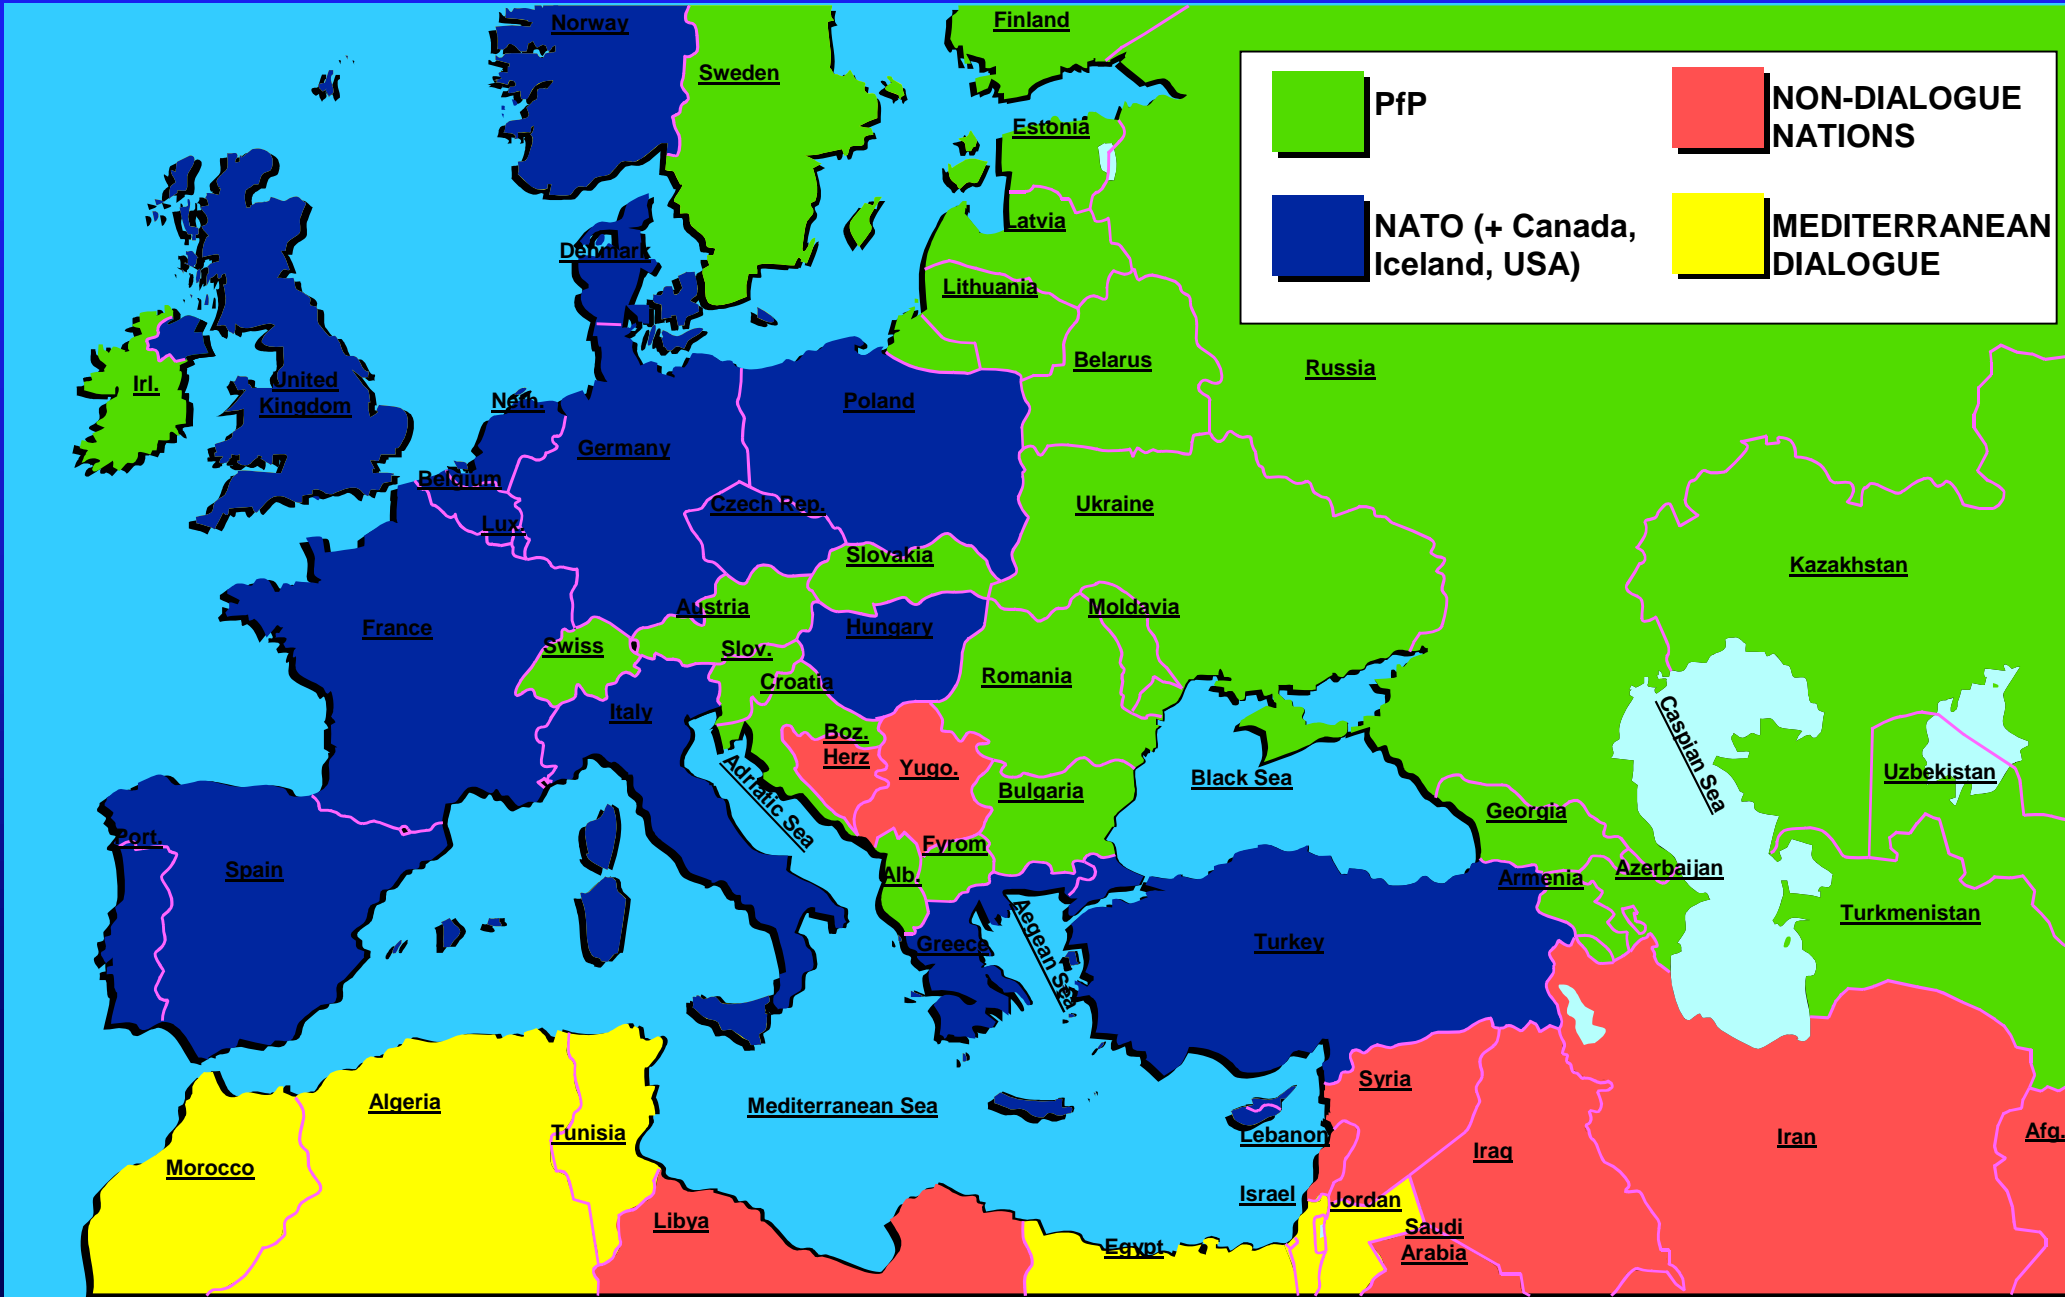 Norway
Finland
Sweden
PfP
NON-DIALOGUE
NATIONS
Estonia
NATO (+ Canada,
Iceland, USA)
MEDITERRANEAN
DIALOGUE
Latvia
Denmark
Lithuania
Belarus
Russia
Irl.
United
Kingdom
Neth.
Poland
Germany
Belgium
Czech Rep.
Ukraine
Lux.
Slovakia
Kazakhstan
Austria
Moldavia
France
Hungary
Swiss
Slov.
Romania
Croatia
Italy
Boz.
Herz
Yugo.
Adriatic Sea
Caspian Sea
Black Sea
Uzbekistan
Bulgaria
Georgia
Port.
Spain
Fyrom
Alb.
Armenia
Azerbaijan
Turkmenistan
Greece
Aegean Sea
Turkey
Syria
Algeria
Mediterranean Sea
Tunisia
Lebanon
Iraq
Iran
Afg.
Morocco
Israel
Jordan
Libya
Saudi
Arabia
Egypt